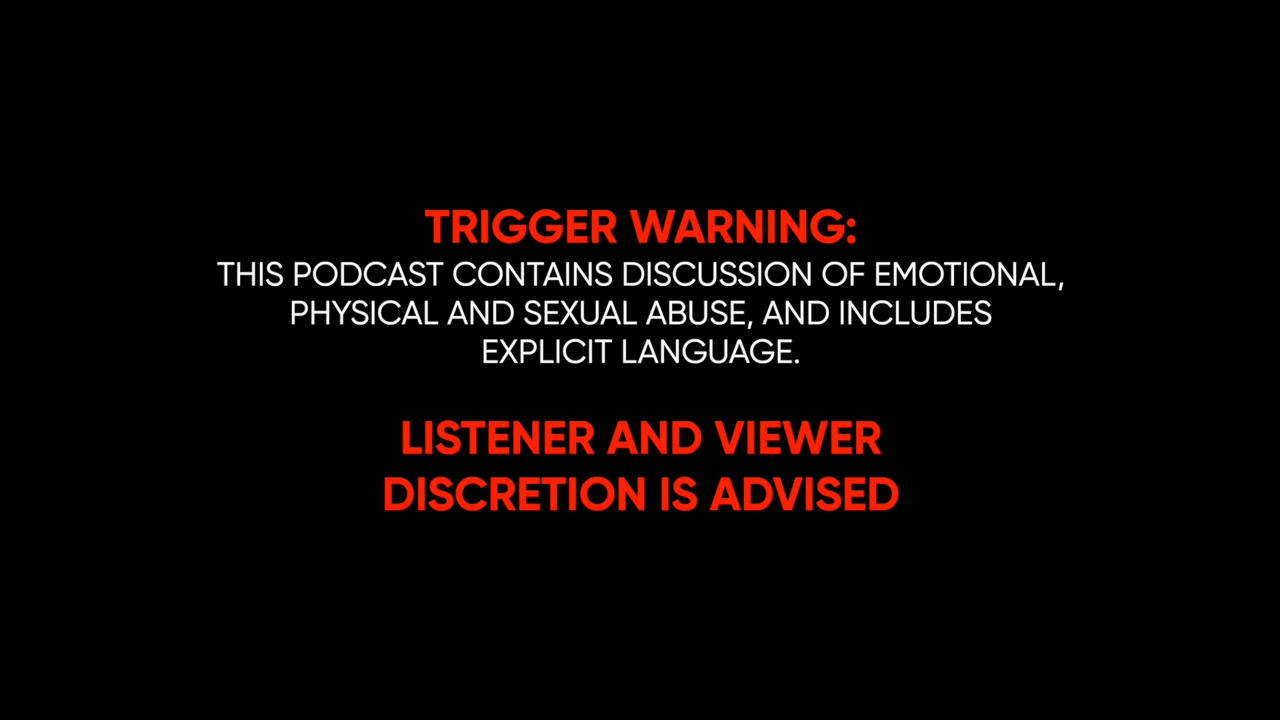 TRIGGER WARNING:
THIS PODCAST CONTAINS DISCUSSION OF EMOTIONAL,
PHYSICAL AND SEXUAL ABUSE, AND INCLUDES
EXPLICIT LANGUAGE.
LISTENER AND VIEWER
DISCRETION IS ADVISED